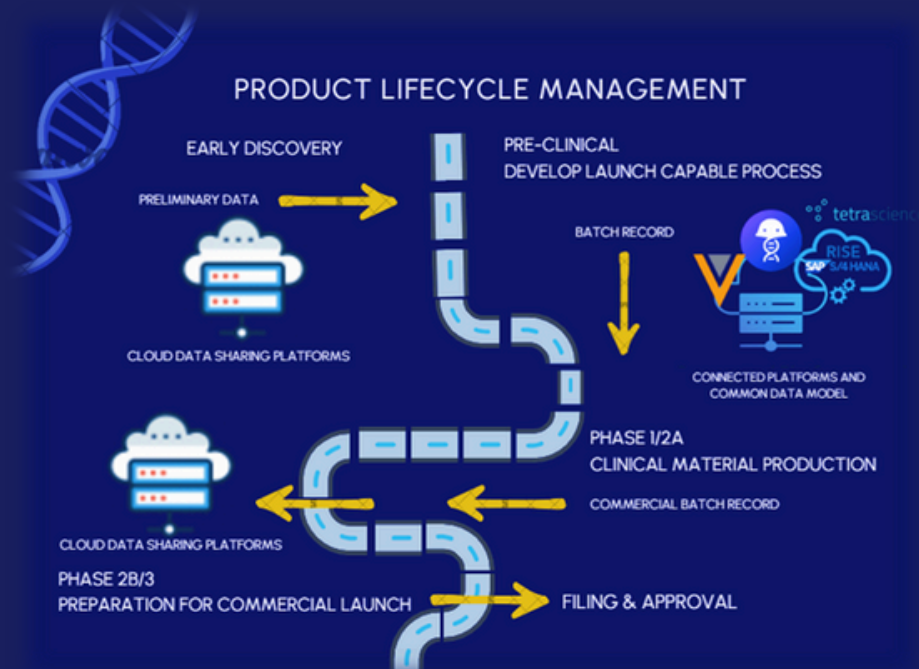 PRODUCT LIFECYCLE MANAGEMENT
EARLY DISCOVERY
PRELIMINARY DATA
CLOUD DATA SHARING PLATFORMS
PRE-CLINICAL
DEVELOP LAUNCH CAPABLE PROCESS
BATCH RECORD
RISE
SAP S/4HANA
CONNECTED PLATFORMS AND
COMMON DATA MODEL
PHASE 1/2A
CLINICAL MATERIAL PRODUCTION
COMMERCIAL BATCH RECORD
CLOUD DATA SHARING PLATFORMS
PHASE 2B/3
PREPARATION FOR COMMERCIAL LAUNCH
FILING & APPROVAL